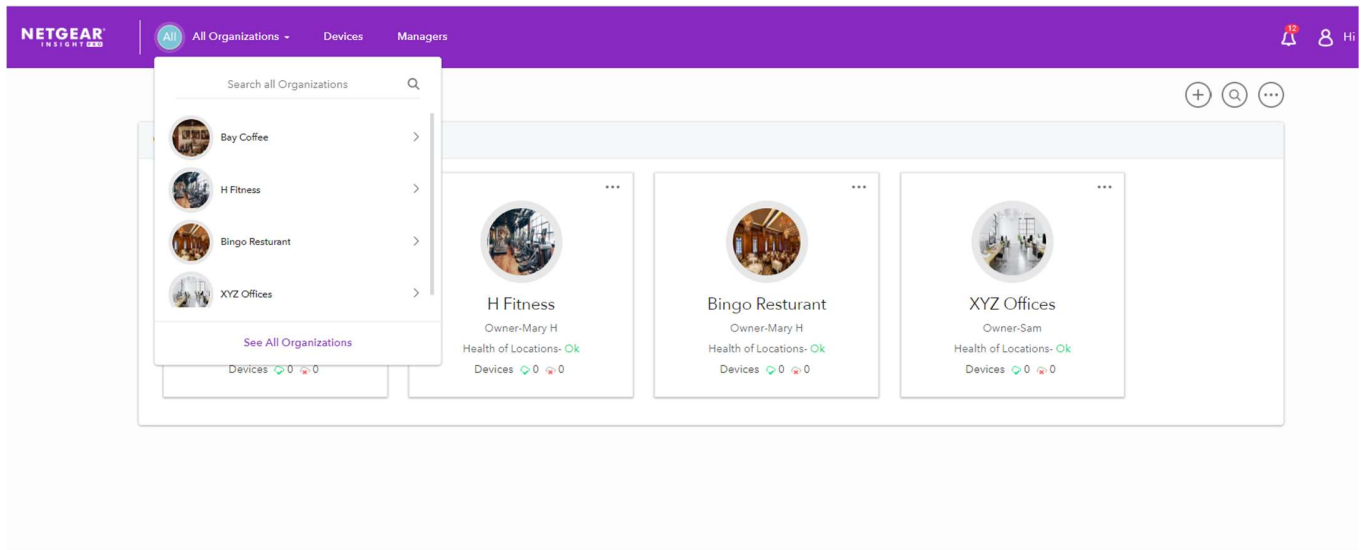 NETGEAR
INSIGHT PRO
All
All Organizations
Devices
Managers
12
Hi
Search all Organizations
Bay Coffee
H Fitness
Bingo Resturant
XYZ Offices
See All Organizations
Devices 0 0
H Fitness
Owner-Mary H
Health of Locations- Ok
Devices 0 0
Bingo Resturant
Owner-Mary H
Health of Locations- Ok
Devices 0 0
XYZ Offices
Owner-Sam
Health of Locations- Ok
Devices 0 0